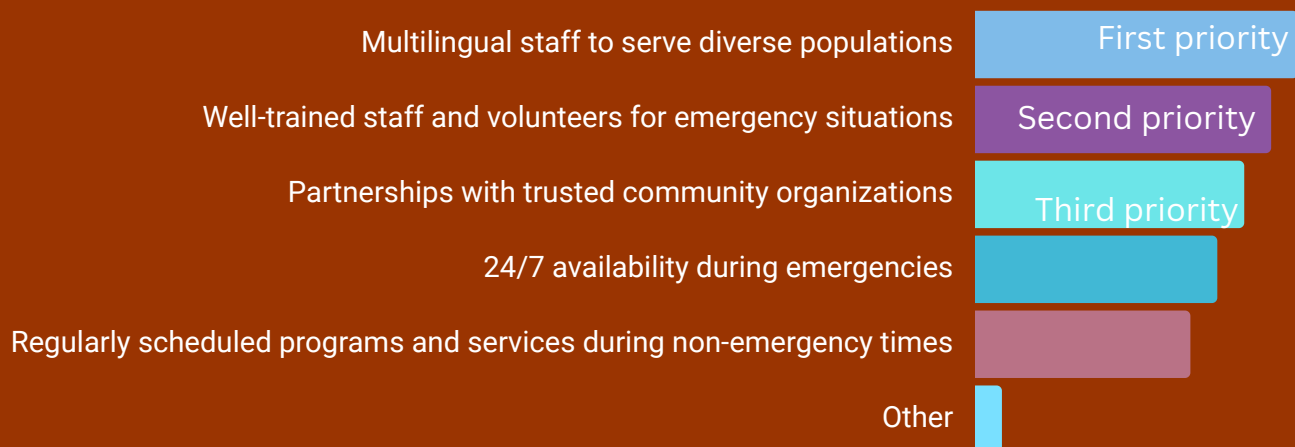 Multilingual staff to serve diverse populations
First priority
Well-trained staff and volunteers for emergency situations
Second priority
Partnerships with trusted community organizations
Third priority
24/7 availability during emergencies
Regularly scheduled programs and services during non-emergency times
Other